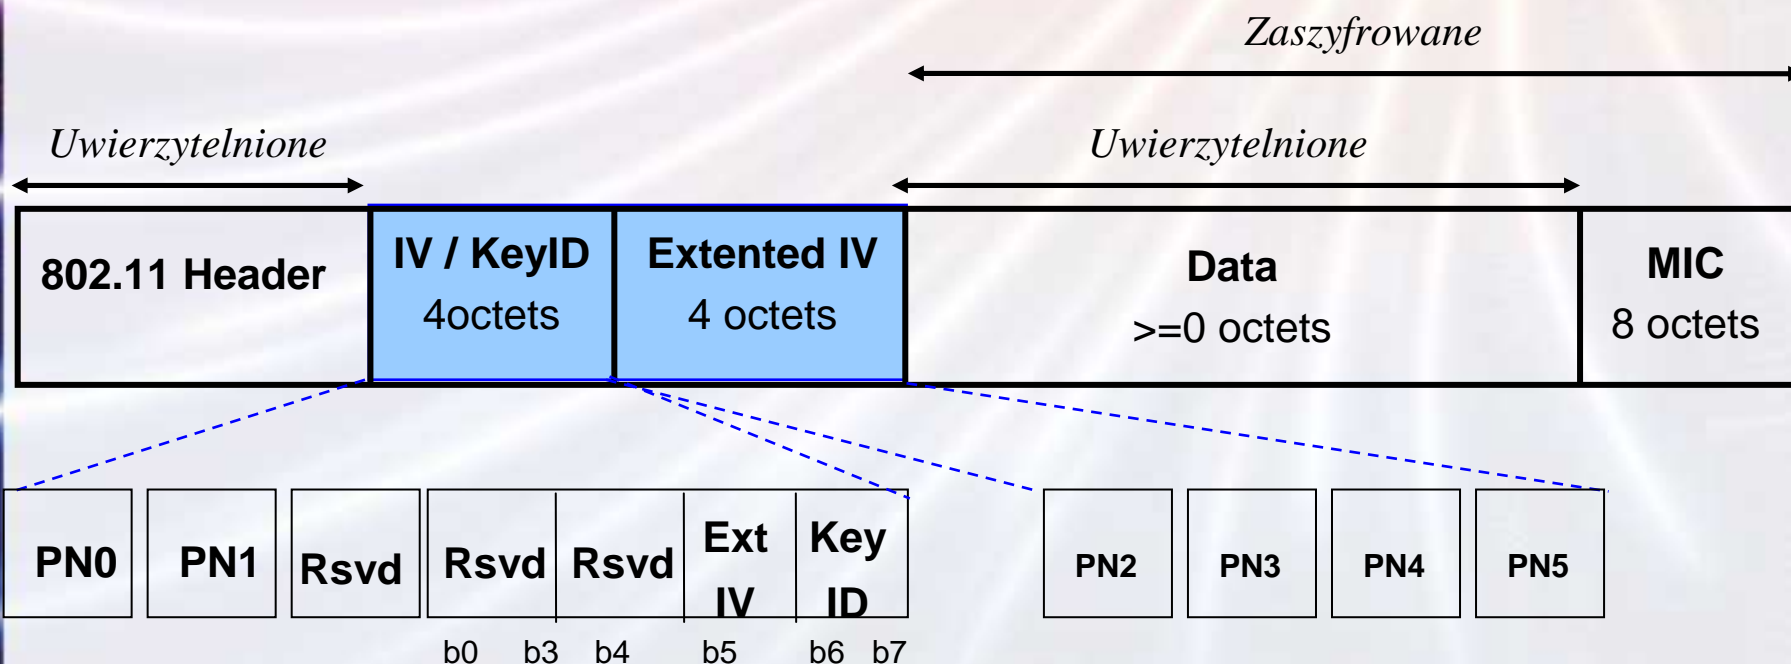 Zaszyfrowane
Uwierzytelnione Uwierzytelnione
802.11 Header
IV / KeyID
4octets
Extented IV
4 octets
Data
>=0 octets
MIC
8 octets
PN0
PN1
Rsvd
Rsvd
Rsvd
Ext
IV
Key
ID
PN2
PN3
PN4
PN5
b0 b3 b4 b5 b6 b7